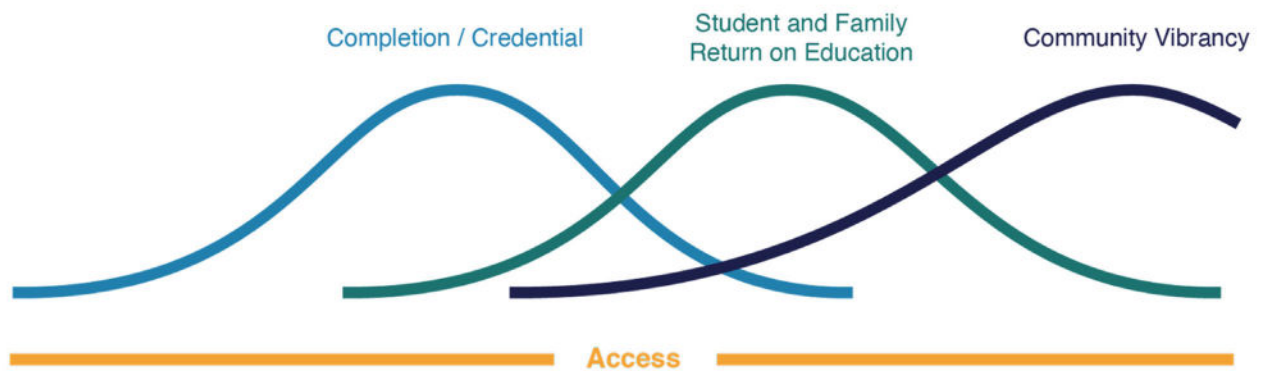 Completion / Credential
Student and Family
Return on Education
Community Vibrancy
Access